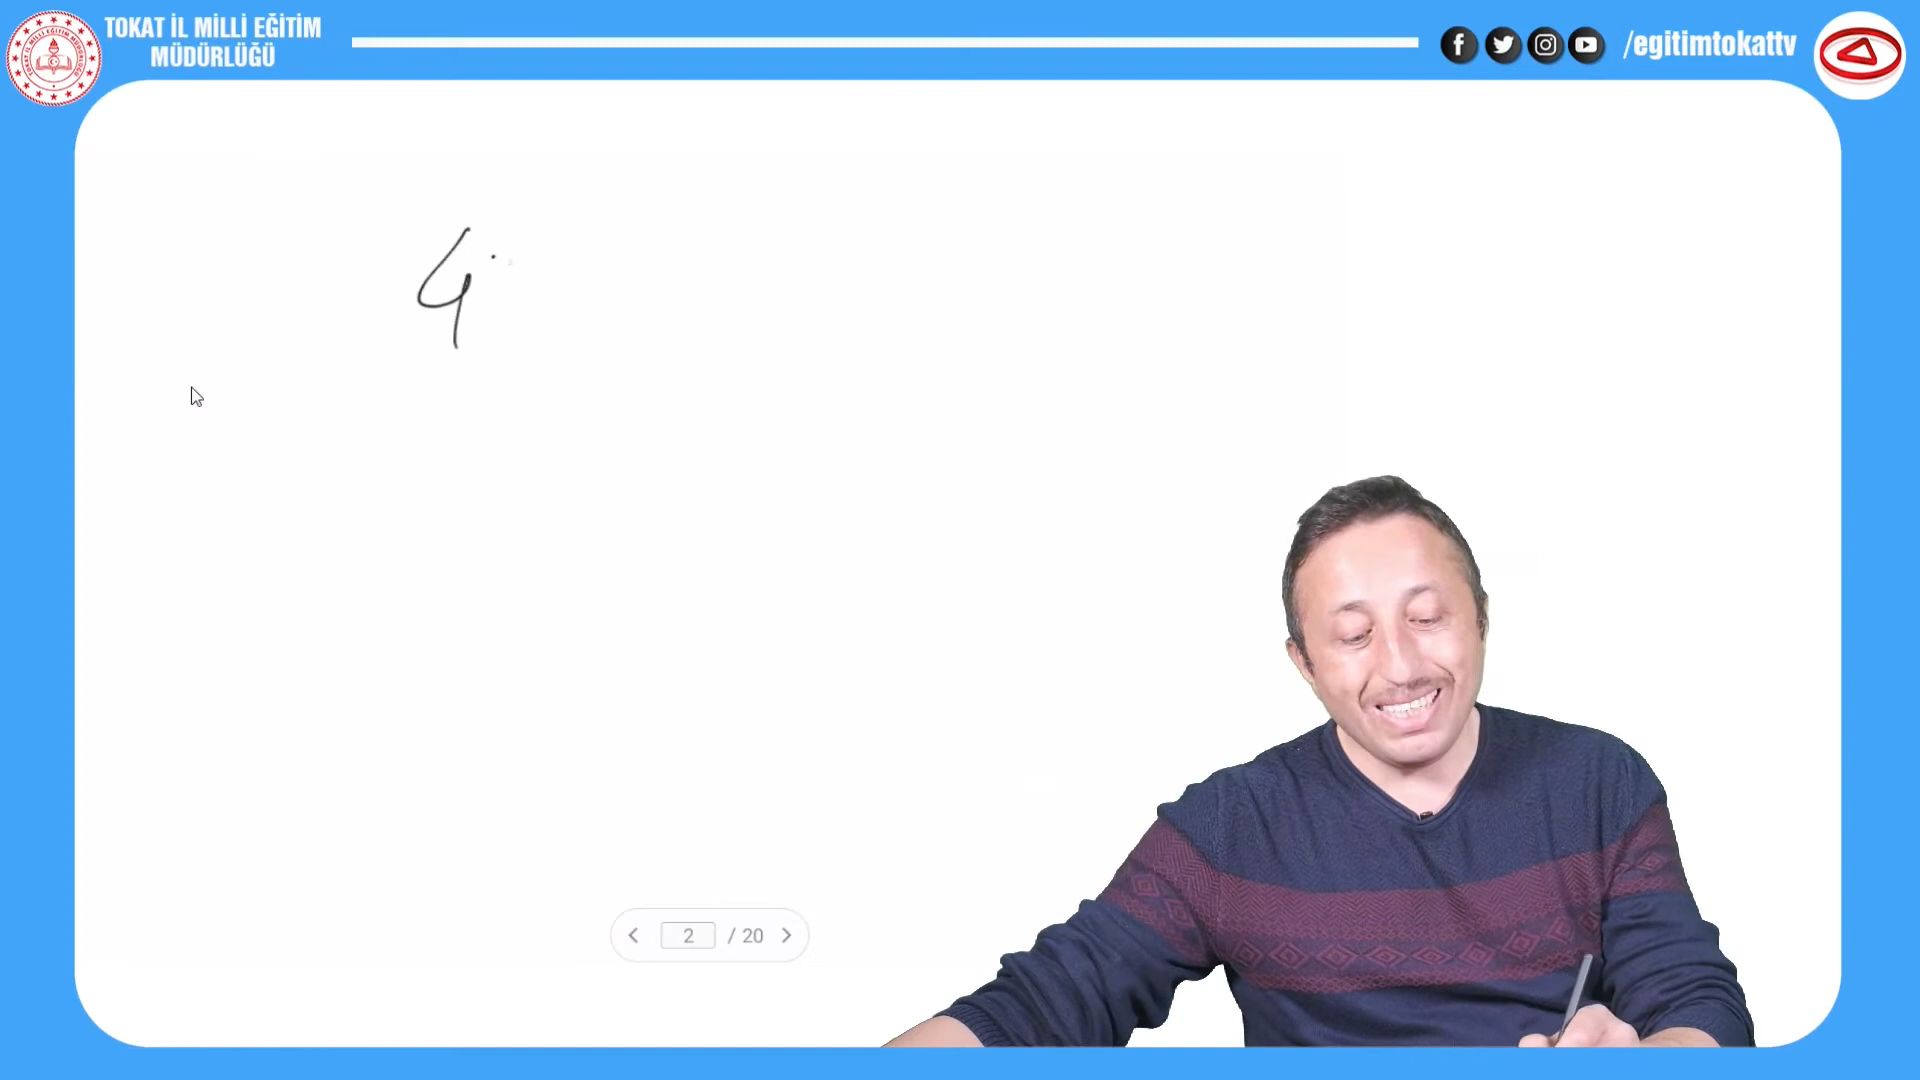 TOKAT İL MİLLİ EĞİTİM
MÜDÜRLÜĞÜ
/egitimtokattv
4
2 / 20